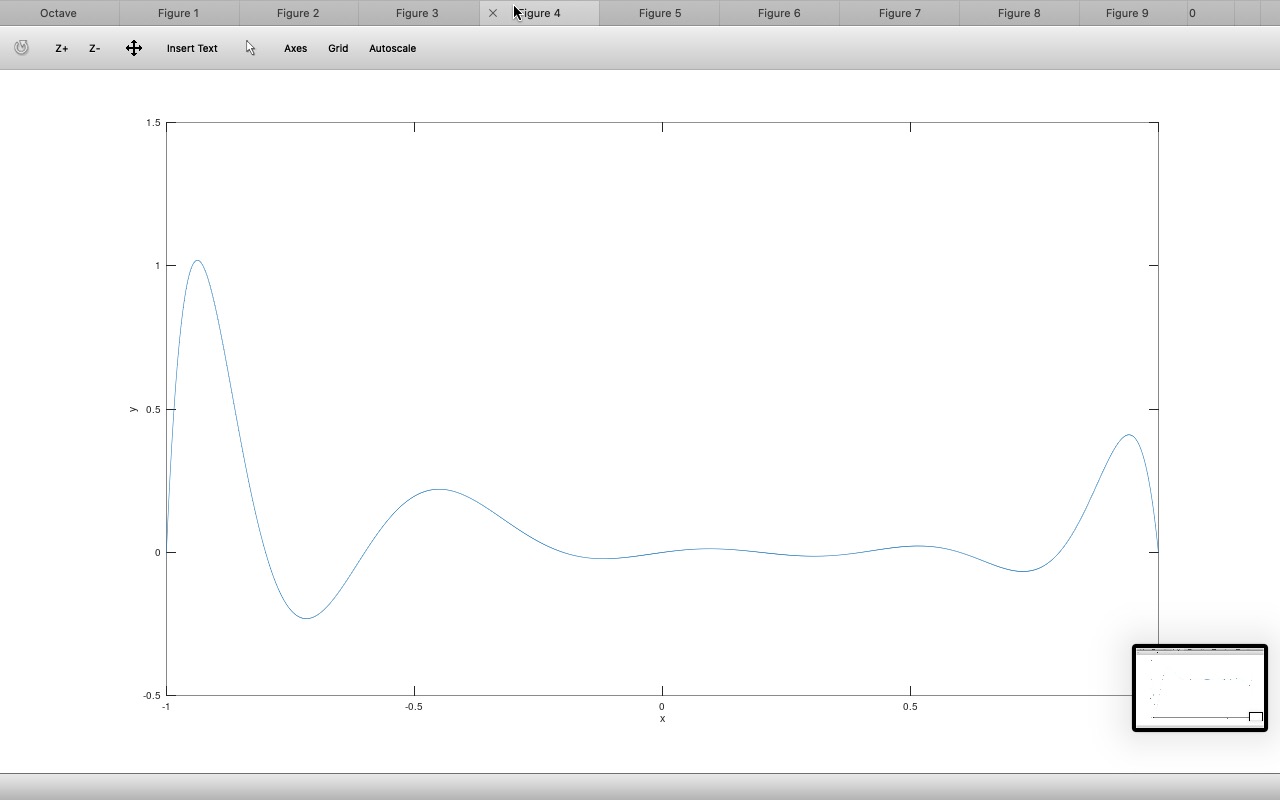 Octave Figure 1 Figure 2 Figure 3 Figure 4 Figure 5 Figure 6 Figure 7 Figure 8 Figure 9 0
Z+ Z- Insert Text Axes Grid Autoscale
1.5
1
0.5
y
0
-0.5
-1 -0.5 0 0.5
x